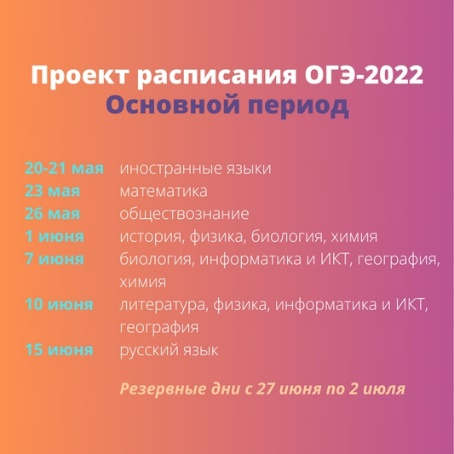 Проект расписания ОГЭ-2022
Основной период
20-21 мая иностранные языки
23 мая математика
26 мая обществознание
1 июня история, физика, биология, химия
7 июня биология, информатика и ИКТ, география,
химия
10 июня литература, физика, информатика и ИКТ,
география
15 июня русский язык
Резервные дни с 27 июня по 2 июля